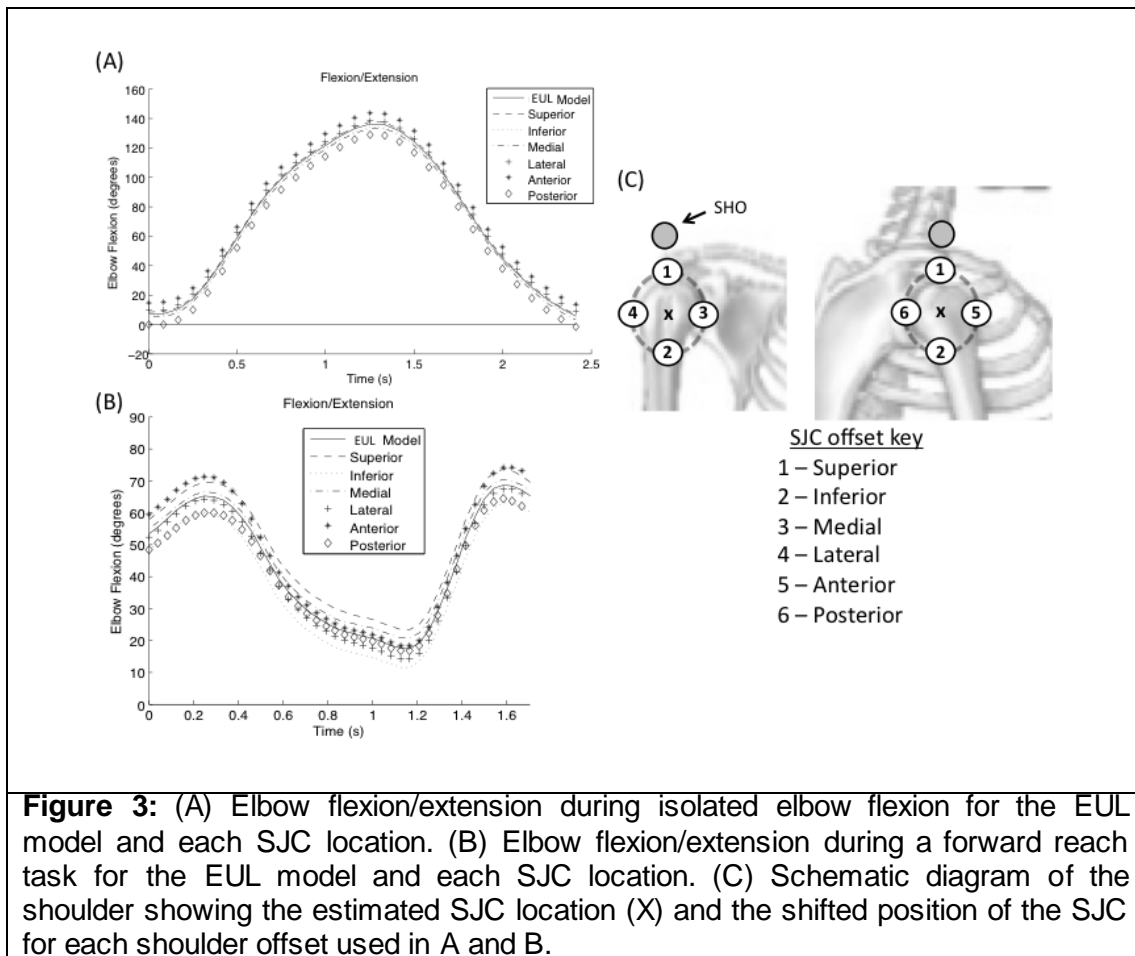 (A)
Flexion/Extension
160
140
120
100
80
60
40
20
0
−20
0
0.5
1
1.5
2
2.5
Elbow Flexion (degrees)
Time (s)
EUL Model
Superior
Inferior
Medial
Lateral
Anterior
Posterior
(B)
Flexion/Extension
90
80
70
60
50
40
30
20
10
0
0
0.2
0.4
0.6
0.8
1
1.2
1.4
1.6
Elbow Flexion (degrees)
Time (s)
EUL Model
Superior
Inferior
Medial
Lateral
Anterior
Posterior
(C)
SHO
1
4
x
3
2
1
6
x
5
2
SJC offset key
1 – Superior
2 – Inferior
3 – Medial
4 – Lateral
5 – Anterior
6 – Posterior
Figure 3: (A) Elbow flexion/extension during isolated elbow flexion for the EUL
model and each SJC location. (B) Elbow flexion/extension during a forward reach
task for the EUL model and each SJC location. (C) Schematic diagram of the
shoulder showing the estimated SJC location (X) and the shifted position of the SJC
for each shoulder offset used in A and B.